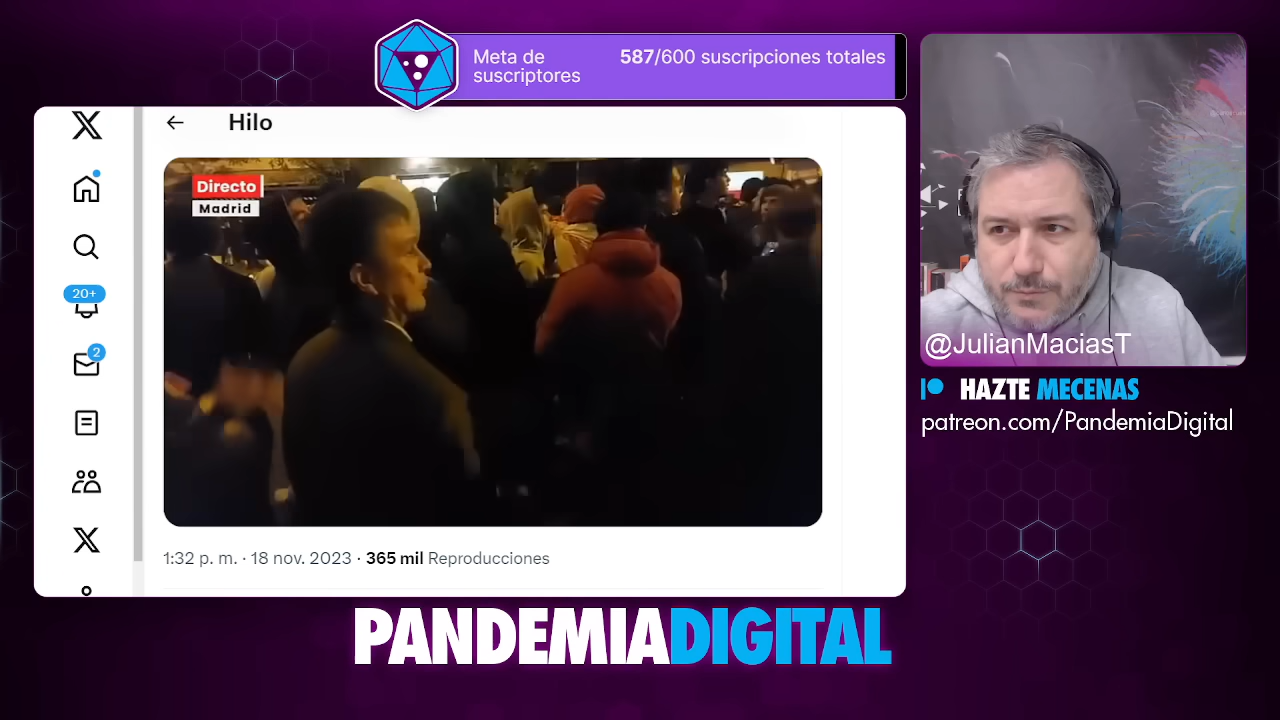 Meta de
suscriptores
587/600 suscripciones totales
Hilo
Directo
Madrid
20+
2
1:32 p. m. · 18 nov. 2023 · 365 mil Reproducciones
@JulianMaciasT
HAZTE MECENAS
patreon.com/PandemiaDigital
PANDEMIADIGITAL